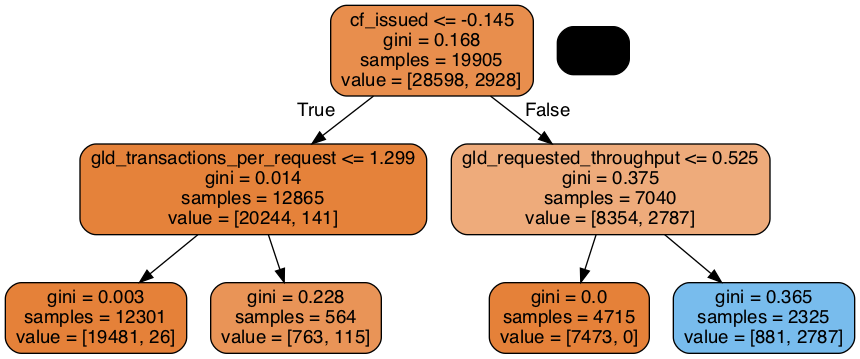 cf_issued <= -0.145
gini = 0.168
samples = 19905
value = [28598, 2928]
True
False
gld_transactions_per_request <= 1.299
gini = 0.014
samples = 12865
value = [20244, 141]
gld_requested_throughput <= 0.525
gini = 0.375
samples = 7040
value = [8354, 2787]
gini = 0.003
samples = 12301
value = [19481, 26]
gini = 0.228
samples = 564
value = [763, 115]
gini = 0.0
samples = 4715
value = [7473, 0]
gini = 0.365
samples = 2325
value = [881, 2787]